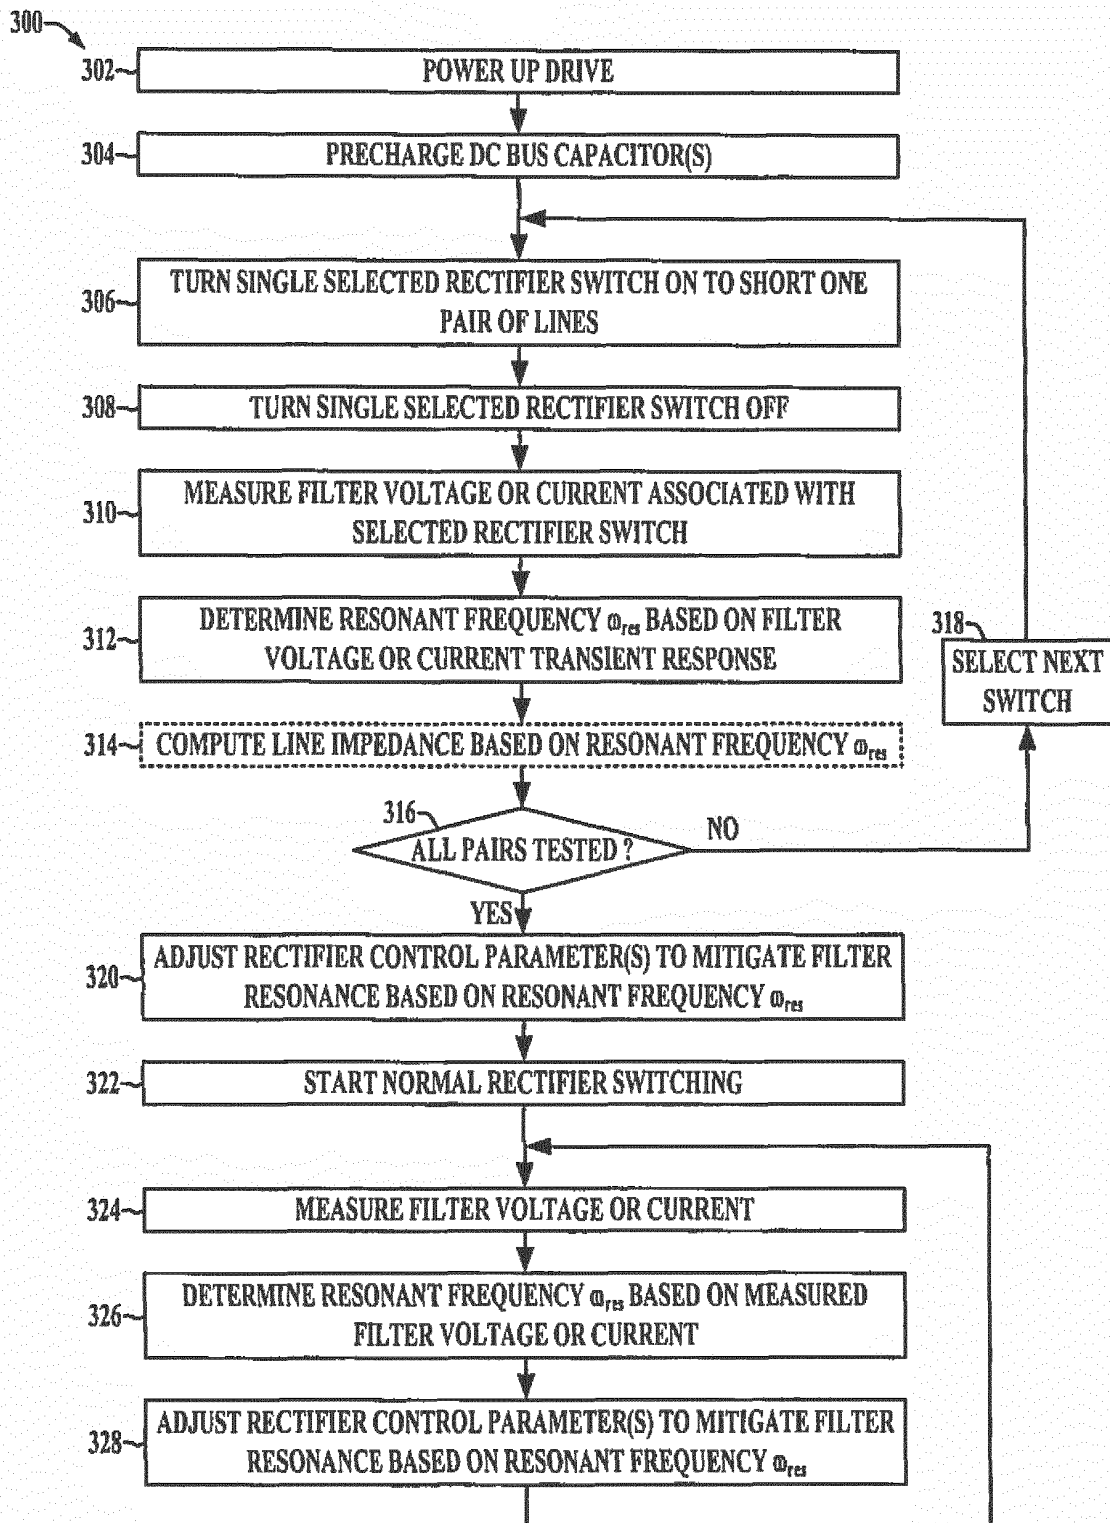 300
302
POWER UP DRIVE
304
PRECHARGE DC BUS CAPACITOR(S)
306
TURN SINGLE SELECTED RECTIFIER SWITCH ON TO SHORT ONE
PAIR OF LINES
308
TURN SINGLE SELECTED RECTIFIER SWITCH OFF
310
MEASURE FILTER VOLTAGE OR CURRENT ASSOCIATED WITH
SELECTED RECTIFIER SWITCH
312
DETERMINE RESONANT FREQUENCY ω_res BASED ON FILTER
VOLTAGE OR CURRENT TRANSIENT RESPONSE
318
SELECT NEXT
SWITCH
314
COMPUTE LINE IMPEDANCE BASED ON RESONANT FREQUENCY ω_res
316
ALL PAIRS TESTED ?
NO
YES
320
ADJUST RECTIFIER CONTROL PARAMETER(S) TO MITIGATE FILTER
RESONANCE BASED ON RESONANT FREQUENCY ω_res
322
START NORMAL RECTIFIER SWITCHING
324
MEASURE FILTER VOLTAGE OR CURRENT
326
DETERMINE RESONANT FREQUENCY ω_res BASED ON MEASURED
FILTER VOLTAGE OR CURRENT
328
ADJUST RECTIFIER CONTROL PARAMETER(S) TO MITIGATE FILTER
RESONANCE BASED ON RESONANT FREQUENCY ω_res